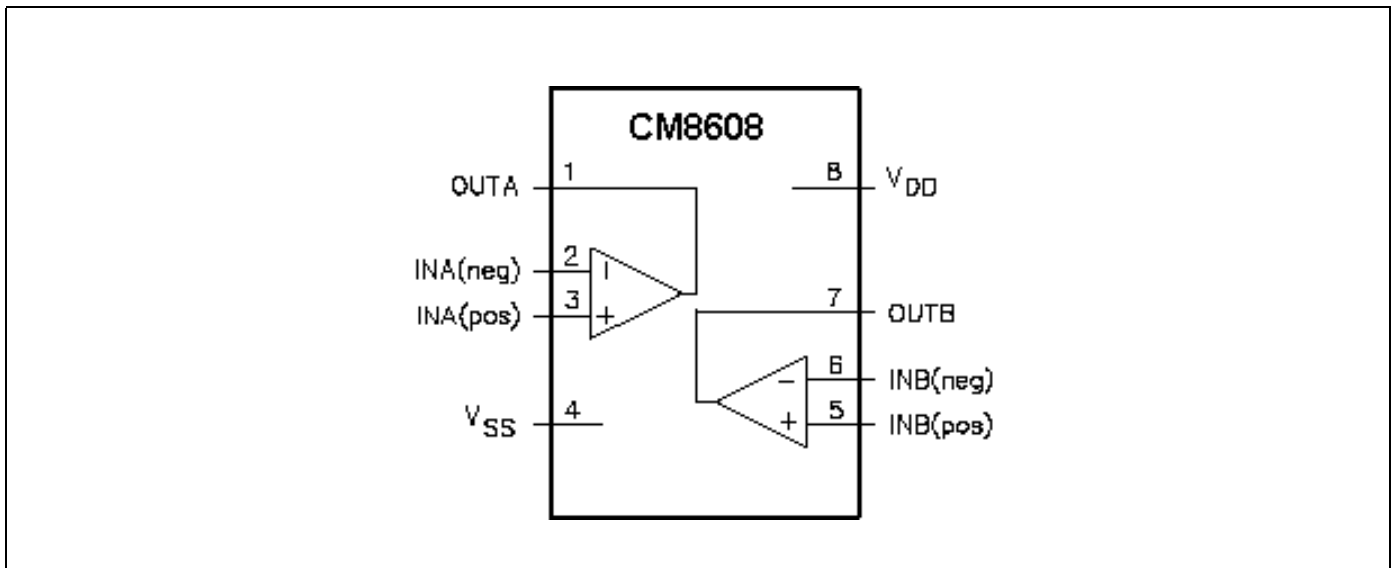 CM8608
OUTA 1
8 VDD
INA(neg) 2
INA(pos) 3
7 OUTB
6 INB(neg)
5 INB(pos)
VSS 4